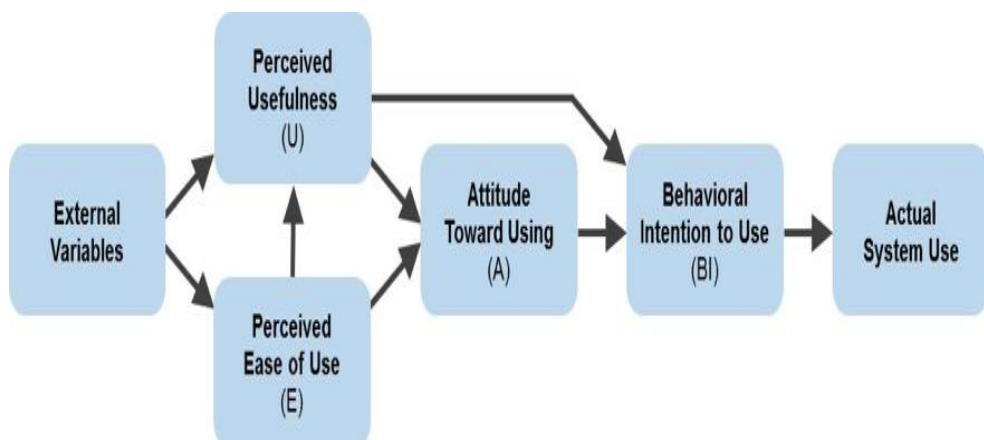 External
Variables
Perceived
Usefulness
(U)
Perceived
Ease of Use
(E)
Attitude
Toward Using
(A)
Behavioral
Intention to Use
(BI)
Actual
System Use